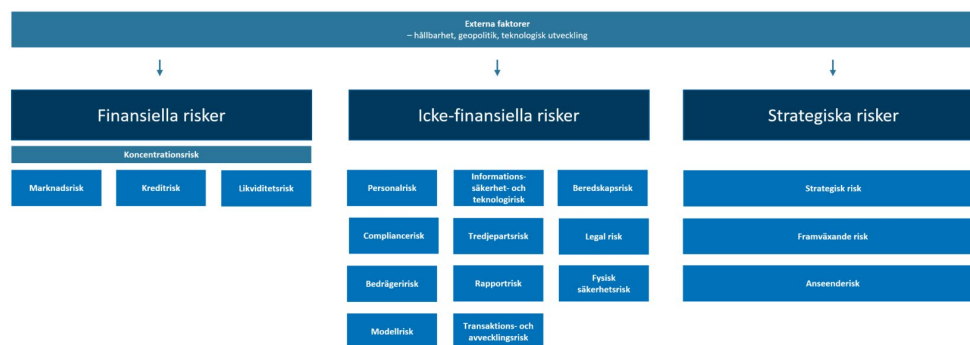 Externa faktorer
– hållbarhet, geopolitik, teknologisk utveckling
Finansiella risker
Koncentrationsrisk
Marknadsrisk
Kreditrisk
Likviditetsrisk
Icke-finansiella risker
Personalrisk
Informations-
säkerhet- och
teknologirisk
Beredskapsrisk
Compliancerisk
Tredjepartsrisk
Legal risk
Bedrägeririsk
Rapportrisk
Fysisk
säkerhetsrisk
Modellrisk
Transaktions- och
avvecklingsrisk
Strategiska risker
Strategisk risk
Framväxande risk
Anseenderisk